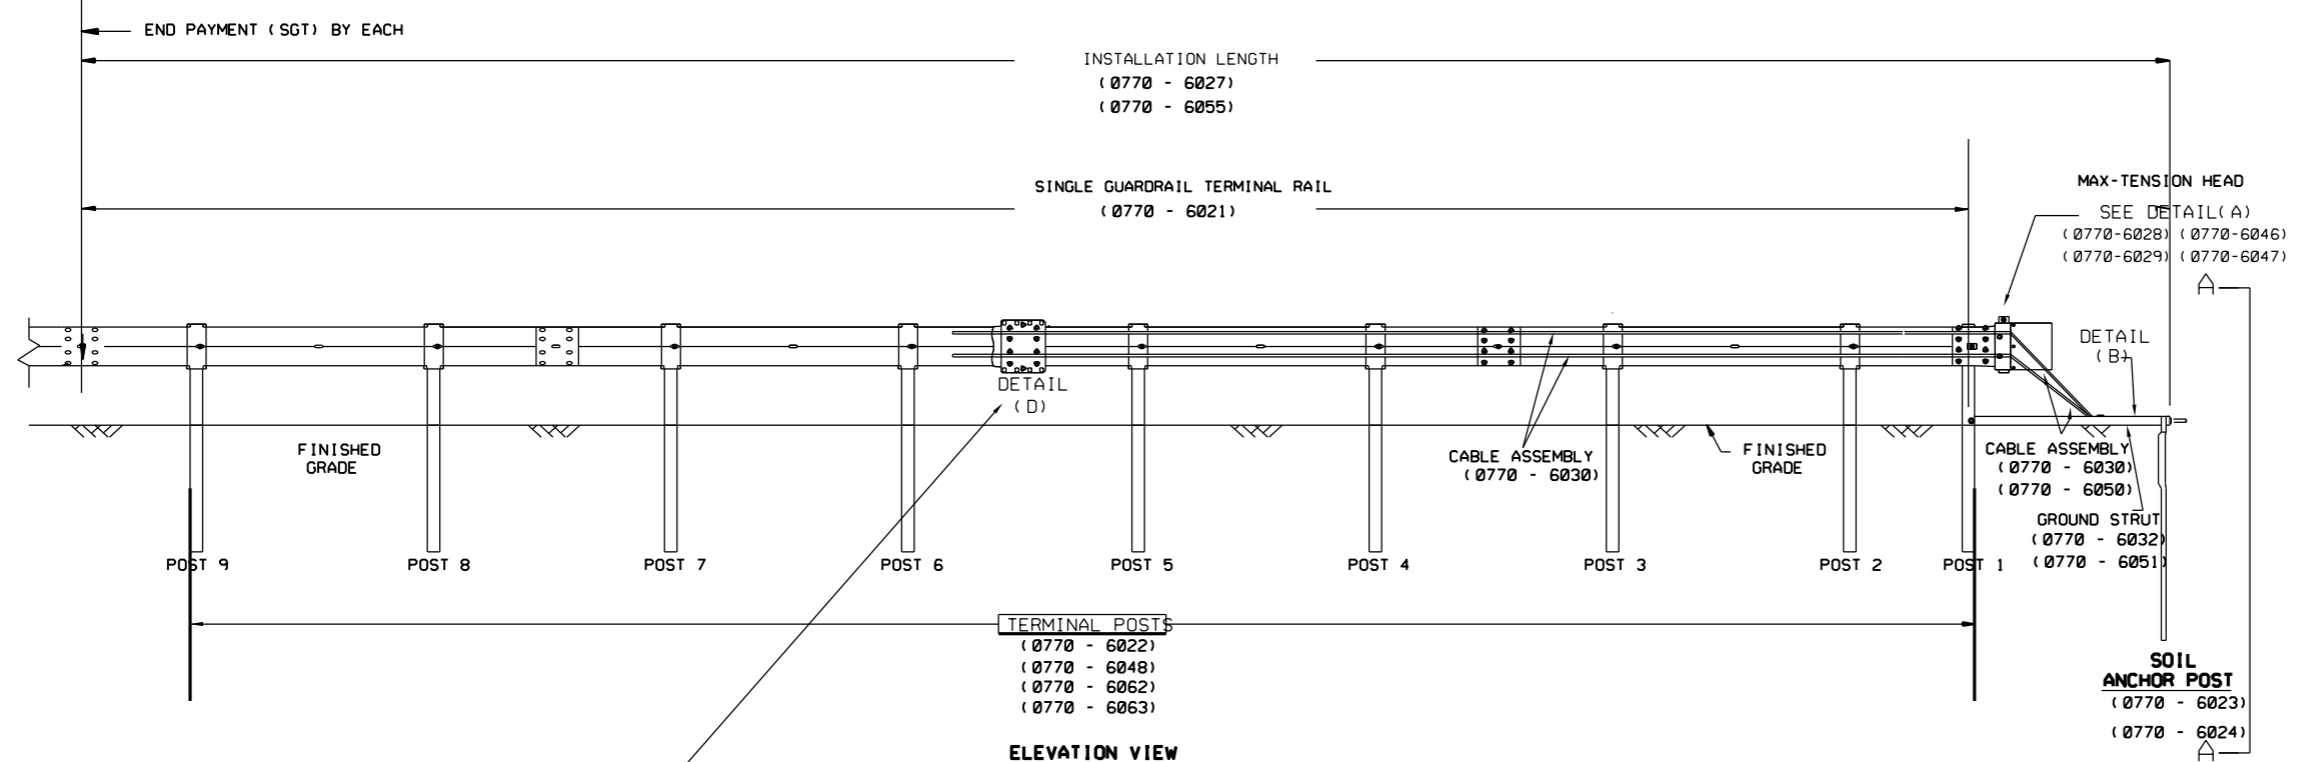 END PAYMENT (SGT) BY EACH
INSTALLATION LENGTH
(0770 - 6027)
(0770 - 6055)
SINGLE GUARDRAIL TERMINAL RAIL
(0770 - 6021)
MAX-TENSION HEAD
SEE DETAIL(A)
(0770-6028) (0770-6046)
(0770-6029) (0770-6047)
A
DETAIL
(B)
DETAIL
(D)
FINISHED
GRADE
CABLE ASSEMBLY
(0770 - 6030)
FINISHED
GRADE
CABLE ASSEMBLY
(0770 - 6030)
(0770 - 6050)
GROUND STRUT
(0770 - 6032)
(0770 - 6051)
POST 9
POST 8
POST 7
POST 6
POST 5
POST 4
POST 3
POST 2
POST 1
TERMINAL POSTS
(0770 - 6022)
(0770 - 6048)
(0770 - 6062)
(0770 - 6063)
SOIL
ANCHOR POST
(0770 - 6023)
(0770 - 6024)
A
ELEVATION VIEW